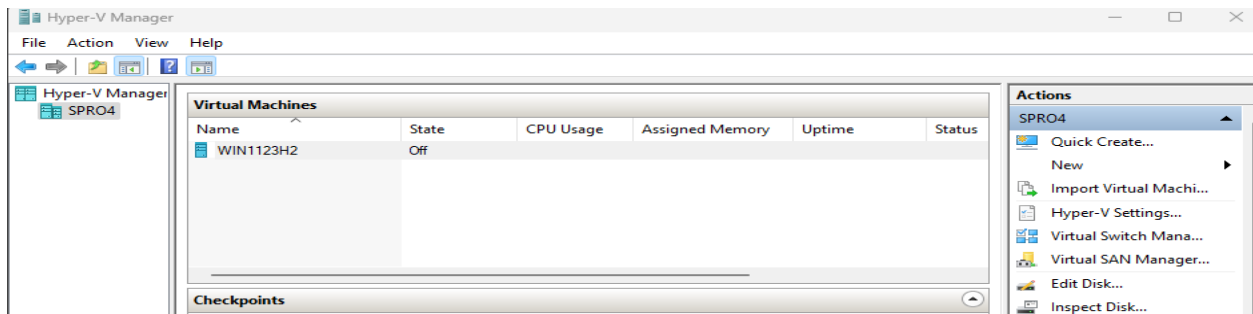 Hyper-V Manager
File Action View Help
Hyper-V Manager
SPRO4
Virtual Machines
Name State CPU Usage Assigned Memory Uptime Status
WIN1123H2 Off
Checkpoints
Actions
SPRO4
Quick Create...
New
Import Virtual Machi...
Hyper-V Settings...
Virtual Switch Mana...
Virtual SAN Manager...
Edit Disk...
Inspect Disk...